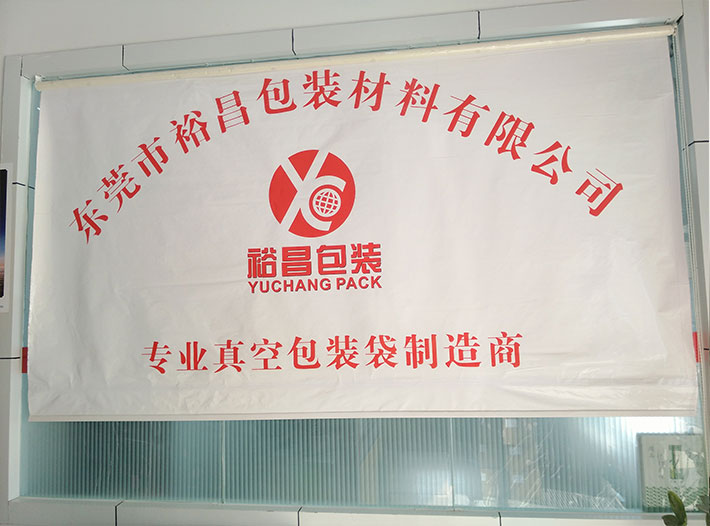 东莞市裕昌包装材料有限公司
YC
裕昌包装
YUCHANG PACK
专业真空包装袋制造商